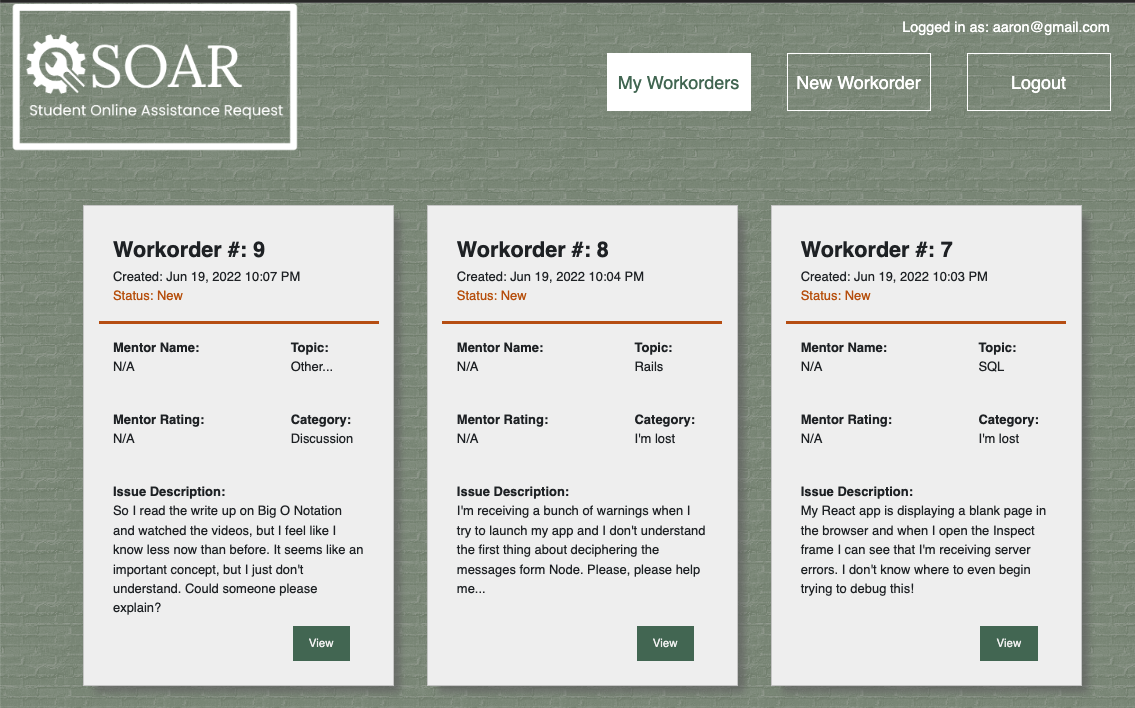 SOAR
Student Online Assistance Request
Logged in as: aaron@gmail.com
My Workorders
New Workorder
Logout
Workorder #: 9
Created: Jun 19, 2022 10:07 PM
Status: New
Mentor Name:
N/A
Topic:
Other...
Mentor Rating:
N/A
Category:
Discussion
Issue Description:
So I read the write up on Big O Notation
and watched the videos, but I feel like I
know less now than before. It seems like an
important concept, but I just don't
understand. Could someone please
explain?
View
Workorder #: 8
Created: Jun 19, 2022 10:04 PM
Status: New
Mentor Name:
N/A
Topic:
Rails
Mentor Rating:
N/A
Category:
I'm lost
Issue Description:
I'm receiving a bunch of warnings when I
try to launch my app and I don't understand
the first thing about deciphering the
messages form Node. Please, please help
me...
View
Workorder #: 7
Created: Jun 19, 2022 10:03 PM
Status: New
Mentor Name:
N/A
Topic:
SQL
Mentor Rating:
N/A
Category:
I'm lost
Issue Description:
My React app is displaying a blank page in
the browser and when I open the Inspect
frame I can see that I'm receiving server
errors. I don't know where to even begin
trying to debug this!
View